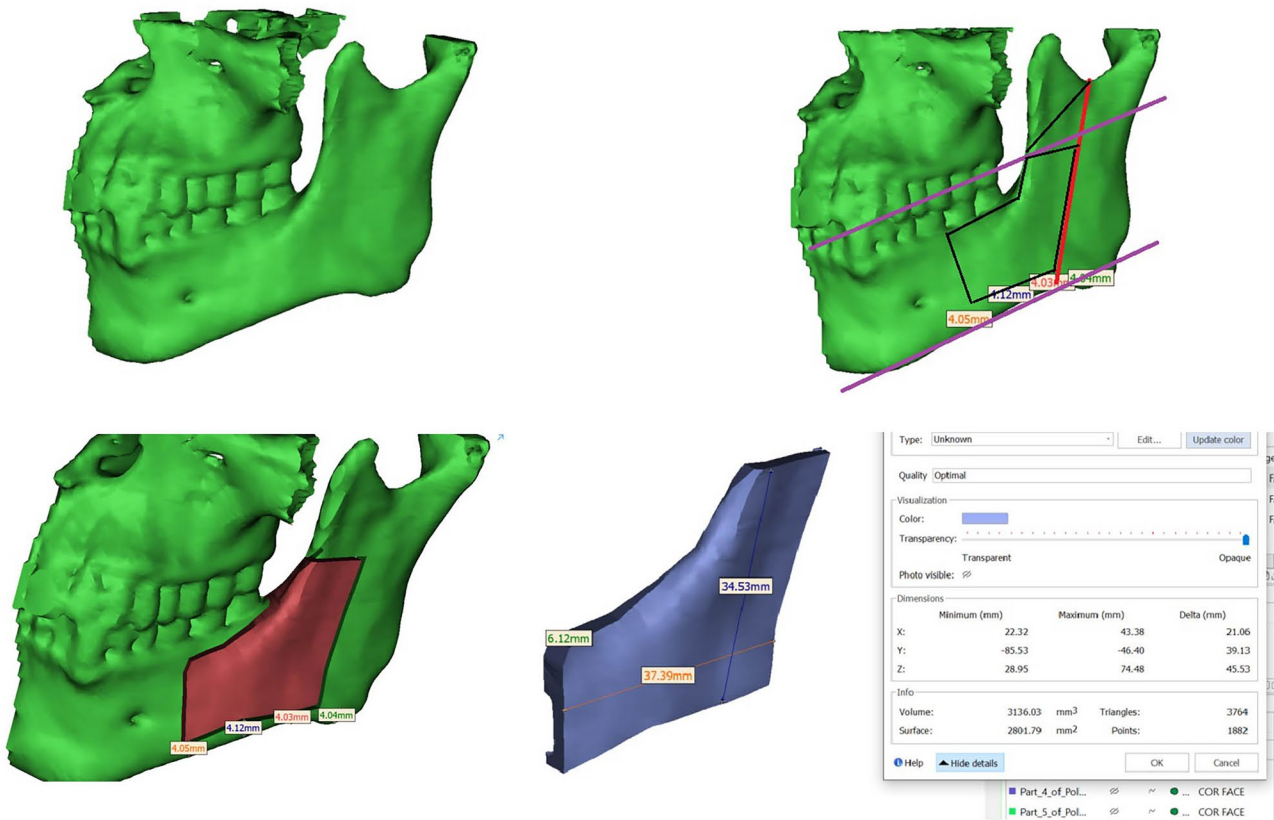 4.12mm
4.03mm
4.04mm
4.05mm
4.12mm
4.03mm
4.04mm
4.05mm
34.53mm
6.12mm
37.39mm
Type: Unknown Edit... Update color
Quality Optimal
Visualization
Color:
Transparency:
Transparent Opaque
Photo visible:
Dimensions
Minimum (mm) Maximum (mm) Delta (mm)
X: 22.32 43.38 21.06
Y: -85.53 -46.40 39.13
Z: 28.95 74.48 45.53
Info
Volume: 3136.03 mm3 Triangles: 3764
Surface: 2801.79 mm2 Points: 1882
Help Hide details OK Cancel
Part_4_of_Pol... ... COR FACE
Part_5_of_Pol... ... COR FACE